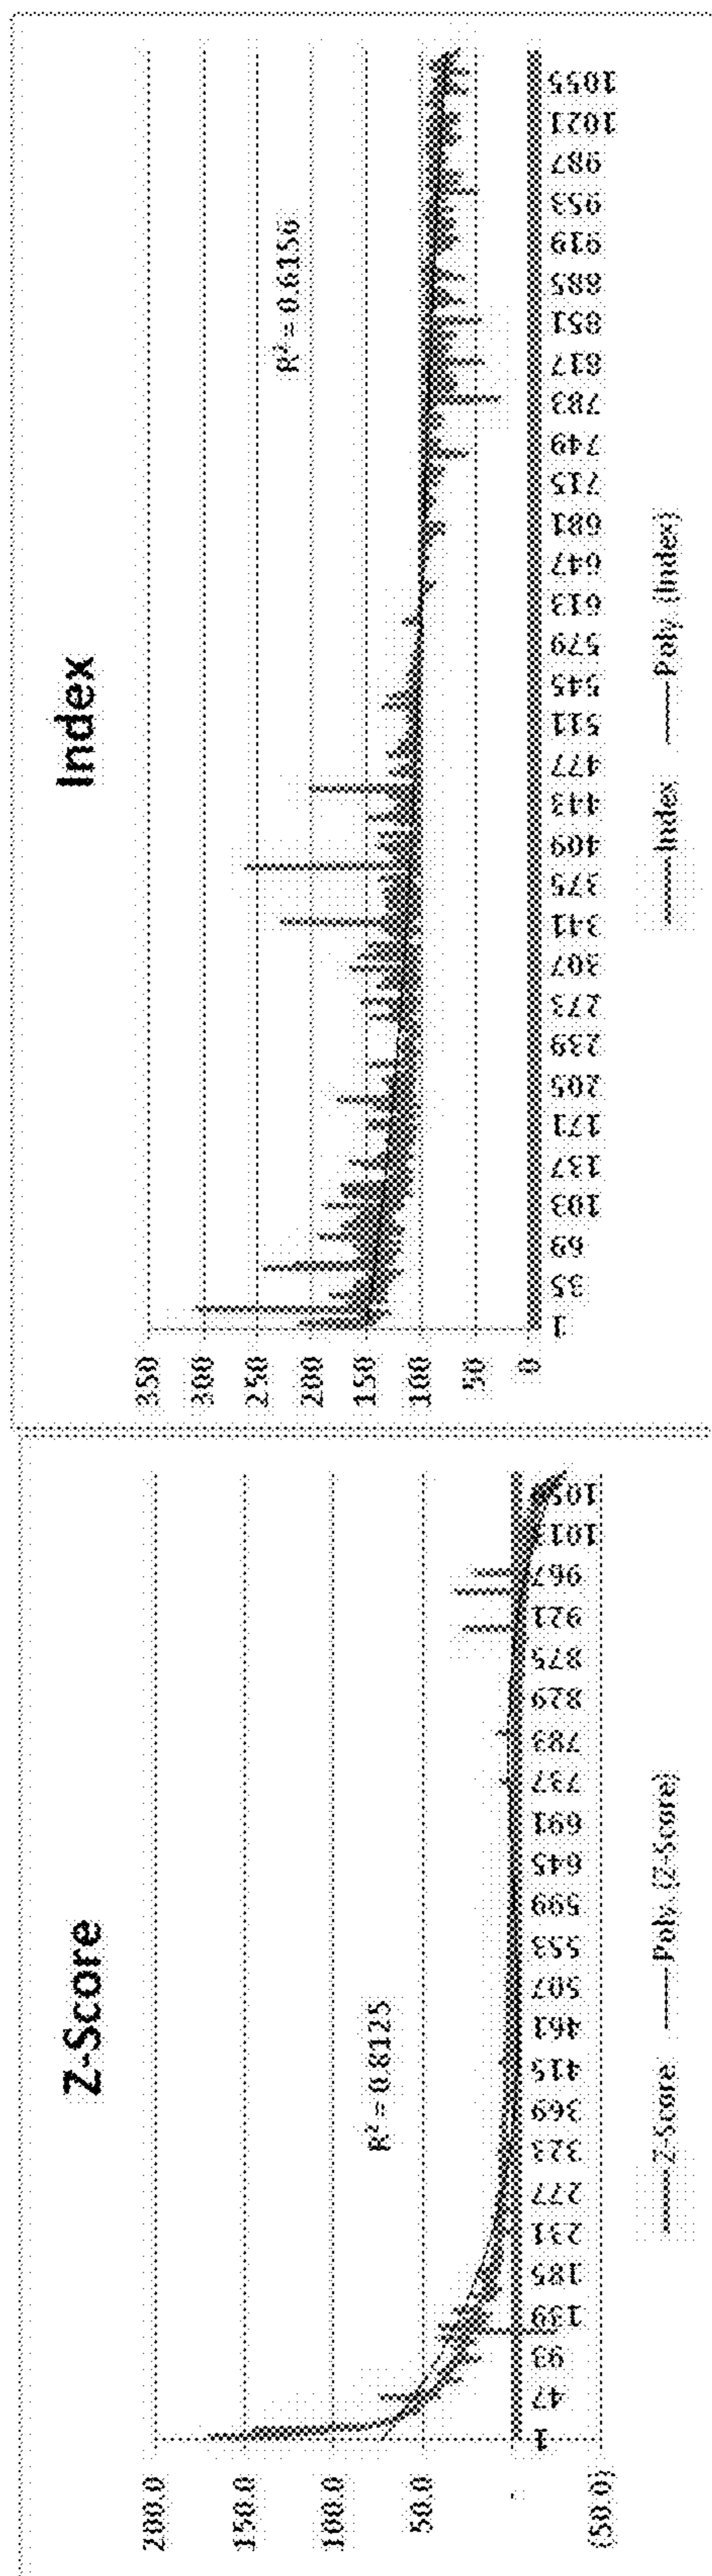 Z-Score
200.0
150.0
100.0
50.0
-
(50.0)
R² = 0.8125
1 47 93 139 185 231 277 323 369 415 461 507 553 599 645 691 737 783 829 875 921 967 1013 1059
Z-Score Poly. (Z-Score)
Index
350
300
250
200
150
100
50
0
R² = 0.6156
1 35 69 103 137 171 205 239 273 307 341 375 409 443 477 511 545 579 613 647 681 715 749 783 817 851 885 919 953 987 1021 1055
Index Poly. (Index)